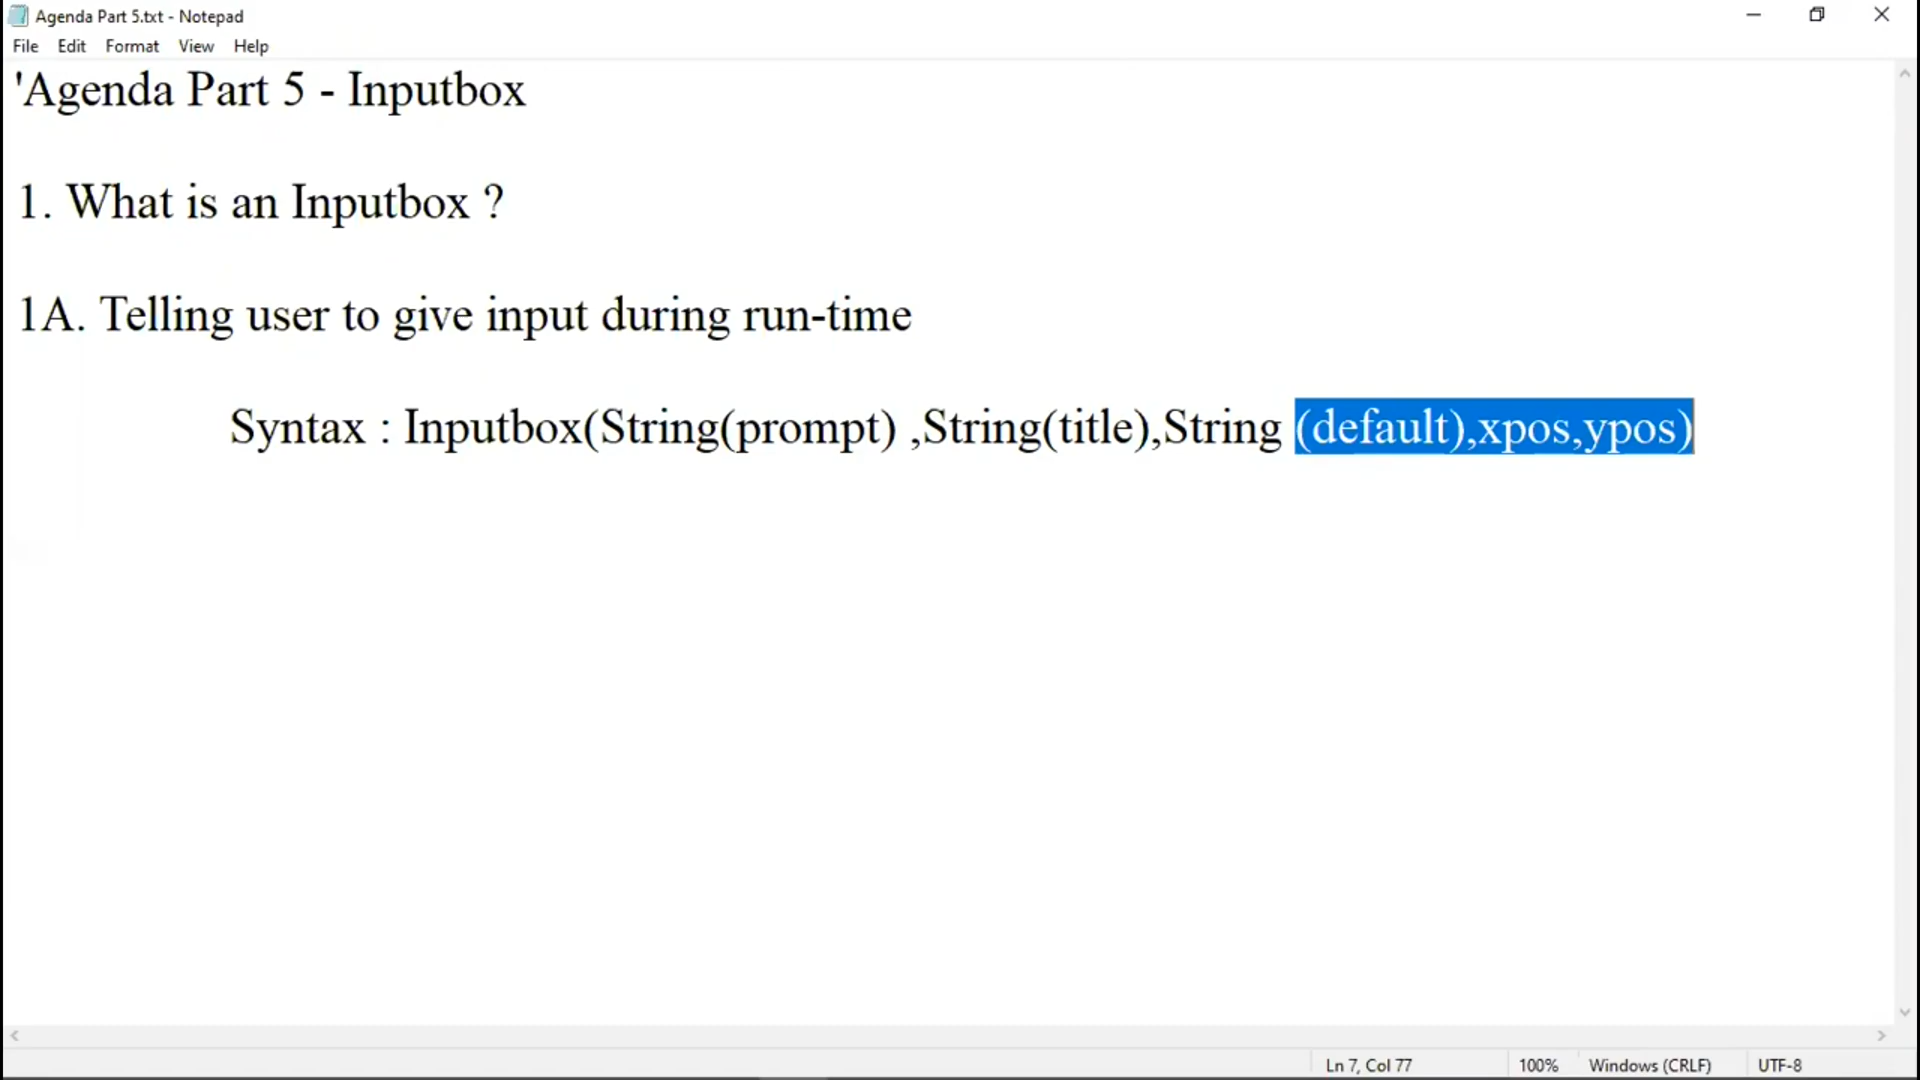 Agenda Part 5.txt - Notepad
File Edit Format View Help
'Agenda Part 5 - Inputbox
1. What is an Inputbox ?
1A. Telling user to give input during run-time
Syntax : Inputbox(String(prompt) ,String(title),String (default),xpos,ypos)
Ln 7, Col 77 100% Windows (CRLF) UTF-8